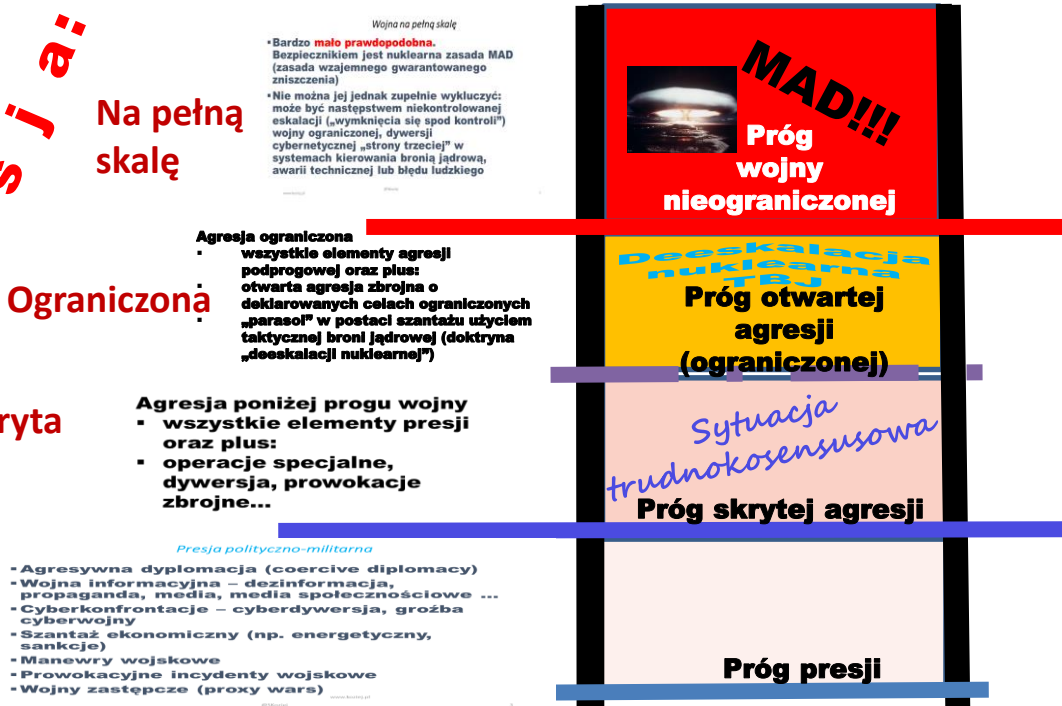 s j a:
Na pełną
skalę
Wojna na pełną skalę
•Bardzo mało prawdopodobna.
Bezpiecznikiem jest nuklearna zasada MAD
(zasada wzajemnego gwarantowanego
zniszczenia)
•Nie można jej jednak zupełnie wykluczyć:
może być następstwem niekontrolowanej
eskalacji („wymknięcia się spod kontroli”)
wojny ograniczonej, dywersji
cybernetycznej „strony trzeciej” w
systemach kierowania bronią jądrową,
awarii technicznej lub błędu ludzkiego
MAD!!!
Próg
wojny
nieograniczonej
Ograniczona
Agresja ograniczona
▪ wszystkie elementy agresji
podprogowej oraz plus:
▪ otwarta agresja zbrojna o
deklarowanych celach ograniczonych
▪ „parasol” w postaci szantażu użyciem
taktycznej broni jądrowej (doktryna
„deeskalacji nuklearnej”)
Deeskalacja
nuklearna
TBJ
Próg otwartej
agresji
(ograniczonej)
ryta
Agresja poniżej progu wojny
▪ wszystkie elementy presji
oraz plus:
▪ operacje specjalne,
dywersja, prowokacje
zbrojne...
Sytuacja
trudnokosensusowa
Próg skrytej agresji
Presja polityczno-militarna
▪Agresywna dyplomacja (coercive diplomacy)
▪Wojna informacyjna – dezinformacja,
propaganda, media, media społecznościowe ...
▪Cyberkonfrontacje – cyberdywersja, groźba
cyberwojny
▪Szantaż ekonomiczny (np. energetyczny,
sankcje)
▪Manewry wojskowe
▪Prowokacyjne incydenty wojskowe
▪Wojny zastępcze (proxy wars)
Próg presji